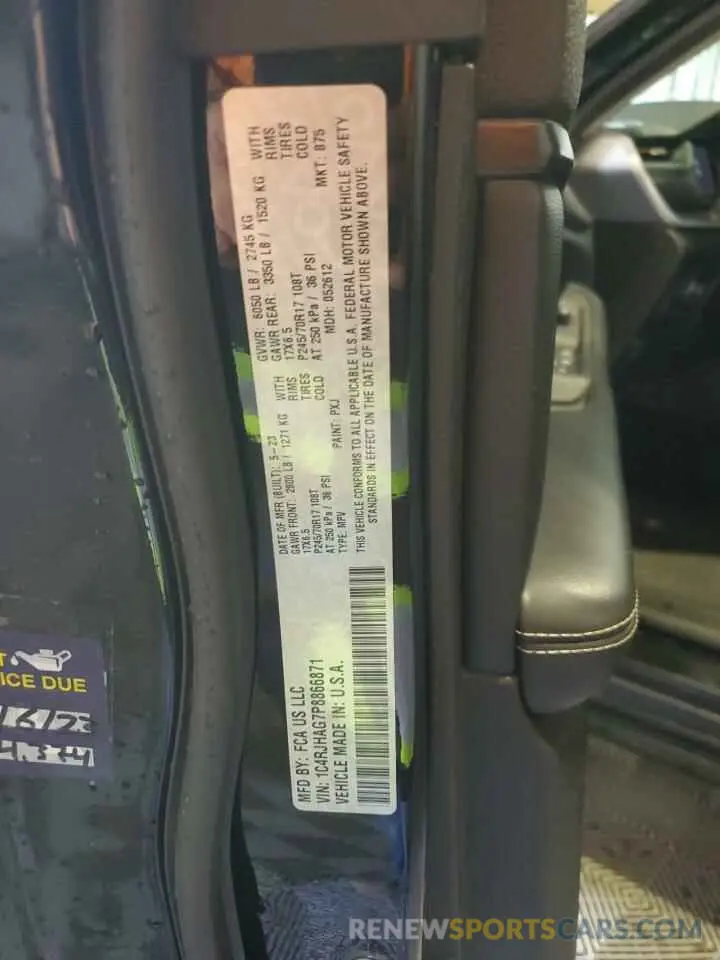 MFD BY: FCA US LLC
DATE OF MFR (BUILT): 5-23
GVWR: 6050 LB / 2745 KG
GAWR FRONT: 2800 LB / 1271 KG WITH
GAWR REAR: 3350 LB / 1520 KG WITH
17X6.5 RIMS
17X6.5 RIMS
P245/70R17 108T TIRES
P245/70R17 108T TIRES
AT 250 kPa / 36 PSI COLD
AT 250 kPa / 36 PSI COLD
VIN: 1C4RJHAG7P8866871
TYPE: MPV
PAINT: PXJ
MDH: 052612
MKT: B75
VEHICLE MADE IN: U.S.A.
THIS VEHICLE CONFORMS TO ALL APPLICABLE U.S.A. FEDERAL MOTOR VEHICLE SAFETY
STANDARDS IN EFFECT ON THE DATE OF MANUFACTURE SHOWN ABOVE.
ICE DUE
RENEWSPORTSCARS.COM